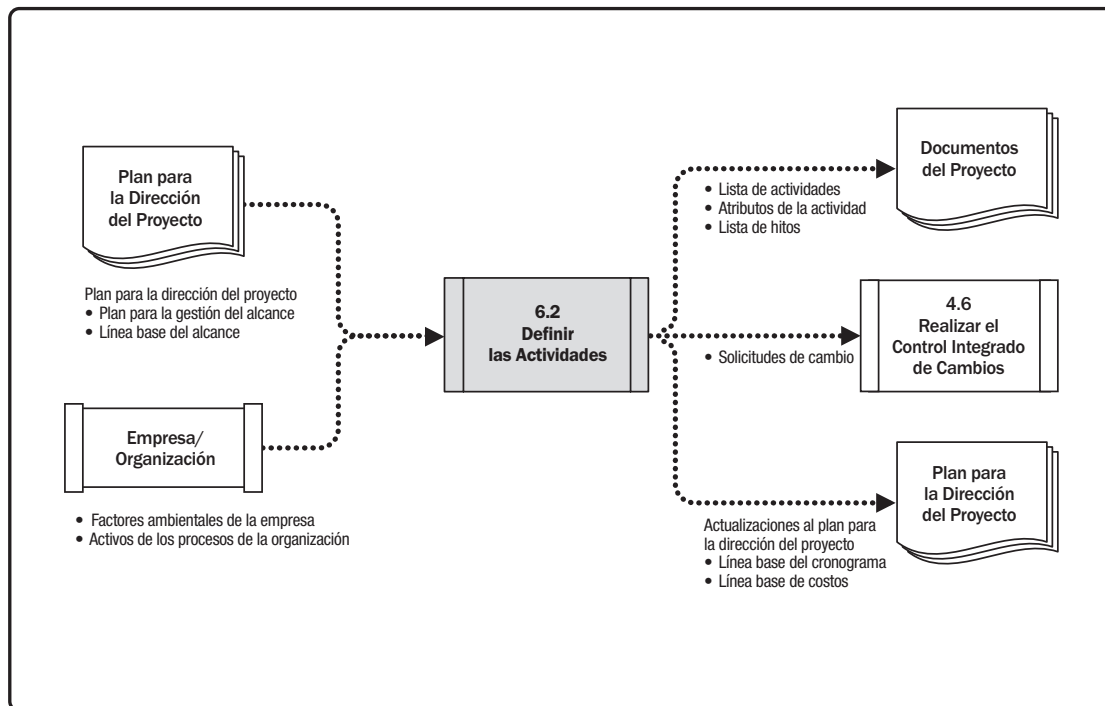 Plan para
la Dirección
del Proyecto
Plan para la dirección del proyecto
• Plan para la gestión del alcance
• Línea base del alcance
Empresa/
Organización
• Factores ambientales de la empresa
• Activos de los procesos de la organización
6.2
Definir
las Actividades
• Lista de actividades
• Atributos de la actividad
• Lista de hitos
Documentos
del Proyecto
• Solicitudes de cambio
4.6
Realizar el
Control Integrado
de Cambios
Actualizaciones al plan para
la dirección del proyecto
• Línea base del cronograma
• Línea base de costos
Plan para
la Dirección
del Proyecto